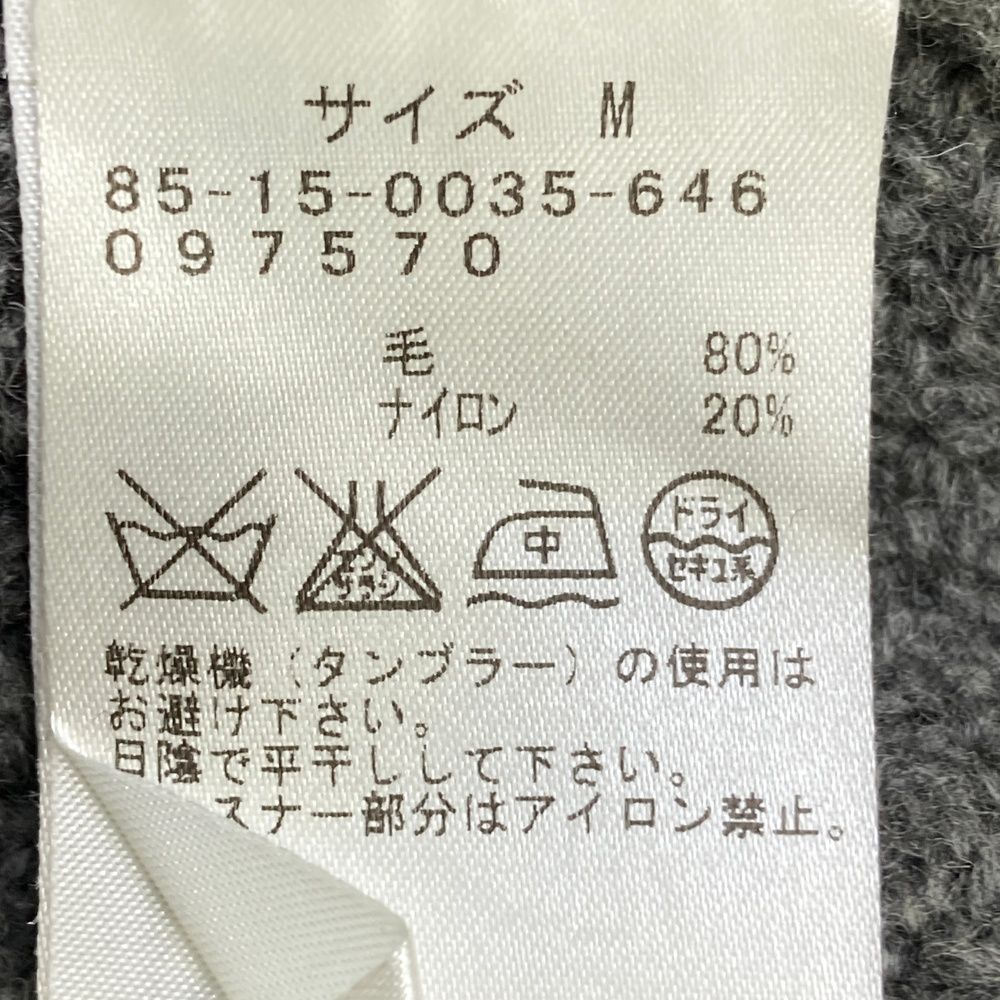 サイズ M
85-15-0035-646
097570
毛 80%
ナイロン 20%
中
ドライ
セキユ系
乾燥機（タンブラー）の使用は
お避け下さい。
日陰で平干しして下さい。
スナー部分はアイロン禁止。